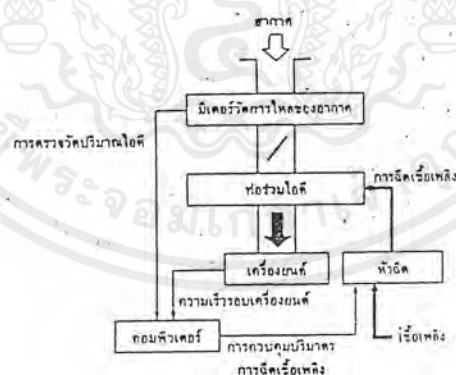 อากาศ
มิเตอร์วัดการไหลของอากาศ
การตรวจวัดปริมาณไอดี
ท่อร่วมไอดี
การฉีดเชื้อเพลิง
เครื่องยนต์
หัวฉีด
ความเร็วรอบเครื่องยนต์
คอมพิวเตอร์
การควบคุมปริมาตร
การฉีดเชื้อเพลิง
เชื้อเพลิง